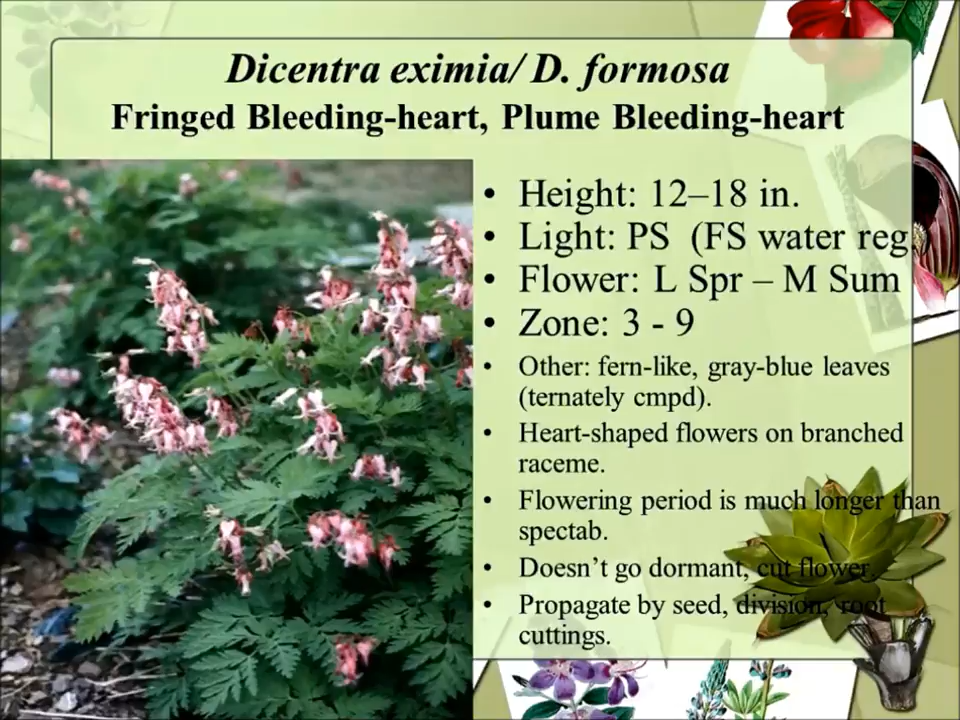 Dicentra eximia/ D. formosa
Fringed Bleeding-heart, Plume Bleeding-heart
• Height: 12–18 in.
• Light: PS (FS water reg.)
• Flower: L Spr – M Sum
• Zone: 3 - 9
• Other: fern-like, gray-blue leaves
(ternately cmpd).
• Heart-shaped flowers on branched
raceme.
• Flowering period is much longer than
spectab.
• Doesn’t go dormant, cut flower.
• Propagate by seed, division, root
cuttings.